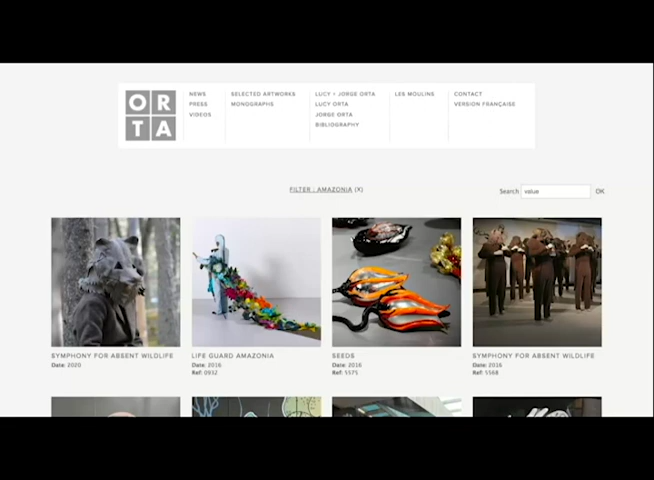 OR
TA
NEWS
PRESS
VIDEOS
SELECTED ARTWORKS
MONOGRAPHS
LUCY + JORGE ORTA
LUCY ORTA
JORGE ORTA
BIBLIOGRAPHY
LES MOULINS
CONTACT
VERSION FRANÇAISE
FILTER : AMAZONIA (X)
Search value OK
SYMPHONY FOR ABSENT WILDLIFE
Date: 2020
LIFE GUARD AMAZONIA
Date: 2016
Ref: 0932
SEEDS
Date: 2016
Ref: 5575
SYMPHONY FOR ABSENT WILDLIFE
Date: 2016
Ref: 5568